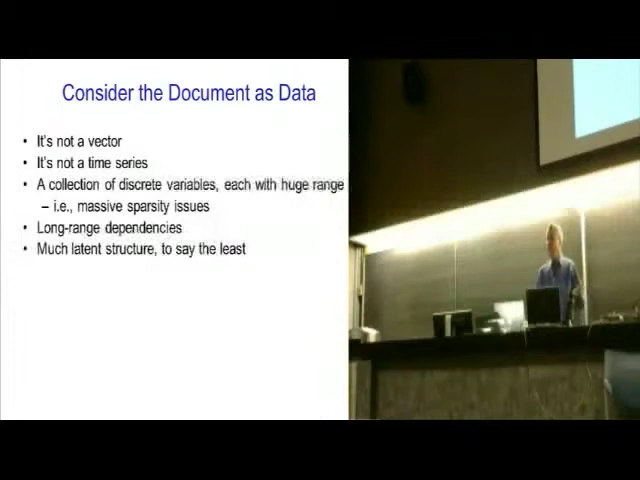 Consider the Document as Data
• It's not a vector
• It's not a time series
• A collection of discrete variables, each with huge range
– i.e., massive sparsity issues
• Long-range dependencies
• Much latent structure, to say the least